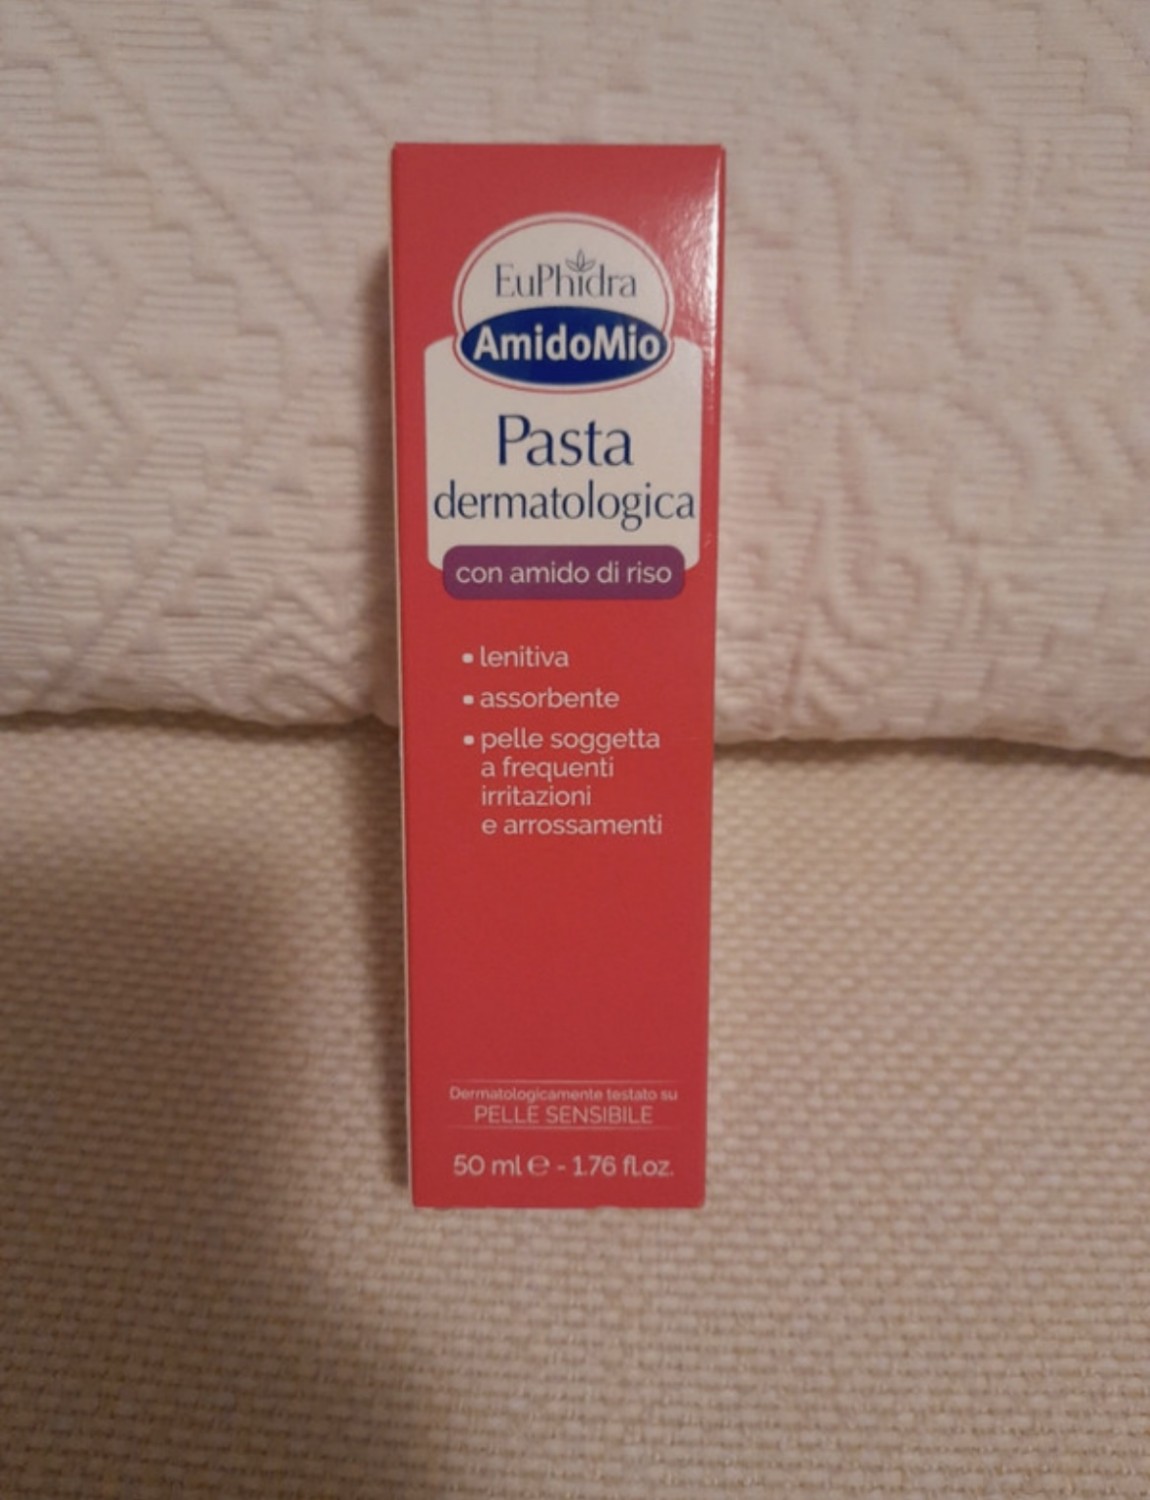 EuPhidra
AmidoMio
Pasta
dermatologica
con amido di riso
• lenitiva
• assorbente
• pelle soggetta
a frequenti
irritazioni
e arrossamenti
Dermatologicamente testato su
PELLE SENSIBILE
50 ml ℮ - 1.76 fl.oz.